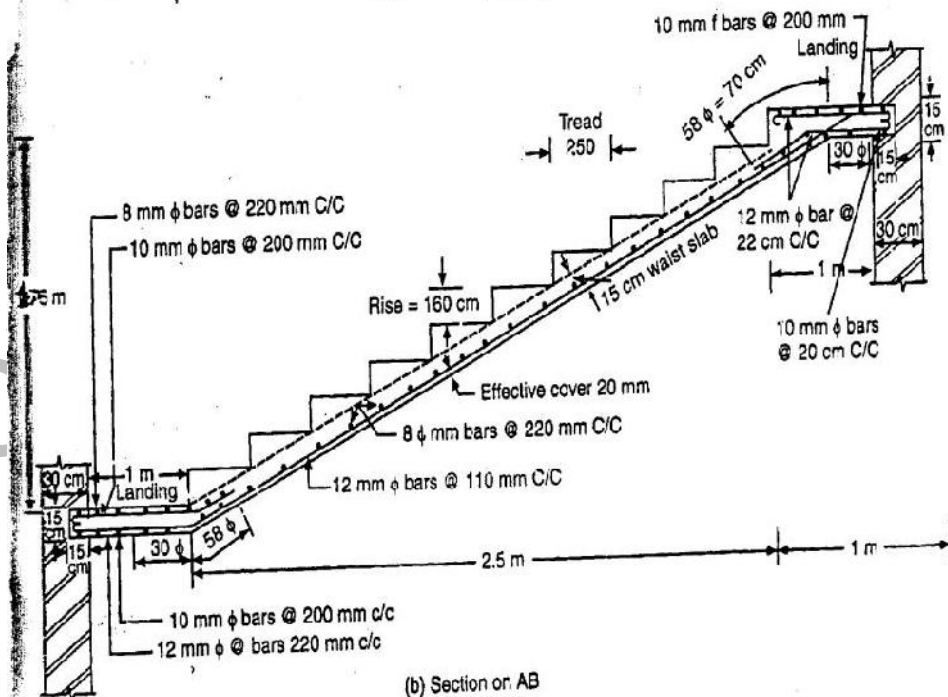 10 mm f bars @ 200 mm
Landing
58 ϕ = 70 cm
15
cm
Tread
250
30 ϕ
15
cm
8 mm ϕ bars @ 220 mm C/C
10 mm ϕ bars @ 200 mm C/C
12 mm ϕ bar @
22 cm C/C
30 cm
15 cm waist slab
1 m
Rise = 160 cm
10 mm ϕ bars
@ 20 cm C/C
Effective cover 20 mm
8 ϕ mm bars @ 220 mm C/C
12 mm ϕ bars @ 110 mm C/C
30 cm
1 m
Landing
15
cm
15
cm
30 ϕ
58 ϕ
2.5 m
1 m
10 mm ϕ bars @ 200 mm c/c
12 mm ϕ @ bars 220 mm c/c
(b) Section on AB